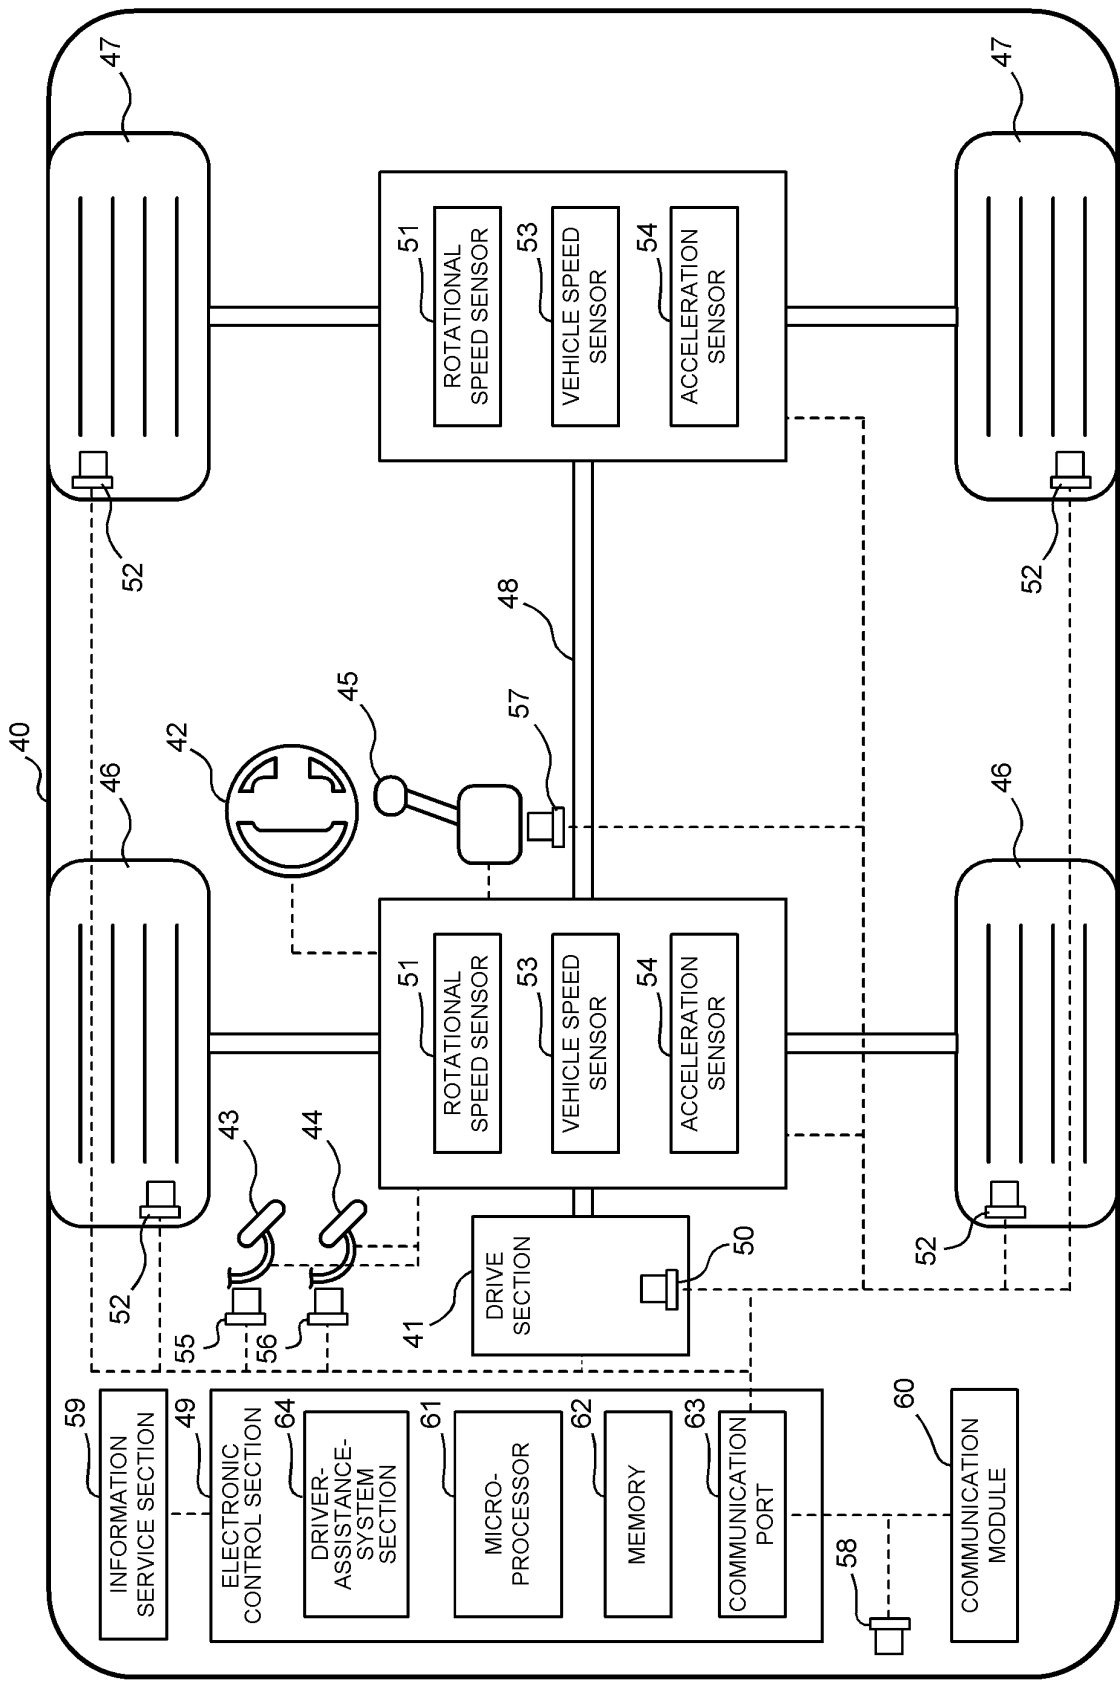 40
47
47
46
46
42
45
57
48
51
ROTATIONAL
SPEED SENSOR
53
VEHICLE SPEED
SENSOR
54
ACCELERATION
SENSOR
52
52
51
ROTATIONAL
SPEED SENSOR
53
VEHICLE SPEED
SENSOR
54
ACCELERATION
SENSOR
43
44
52
55
56
41
DRIVE
SECTION
50
52
59
INFORMATION
SERVICE SECTION
49
ELECTRONIC
CONTROL SECTION
64
DRIVER-
ASSISTANCE-
SYSTEM
SECTION
61
MICRO-
PROCESSOR
62
MEMORY
63
COMMUNICATION
PORT
58
60
COMMUNICATION
MODULE